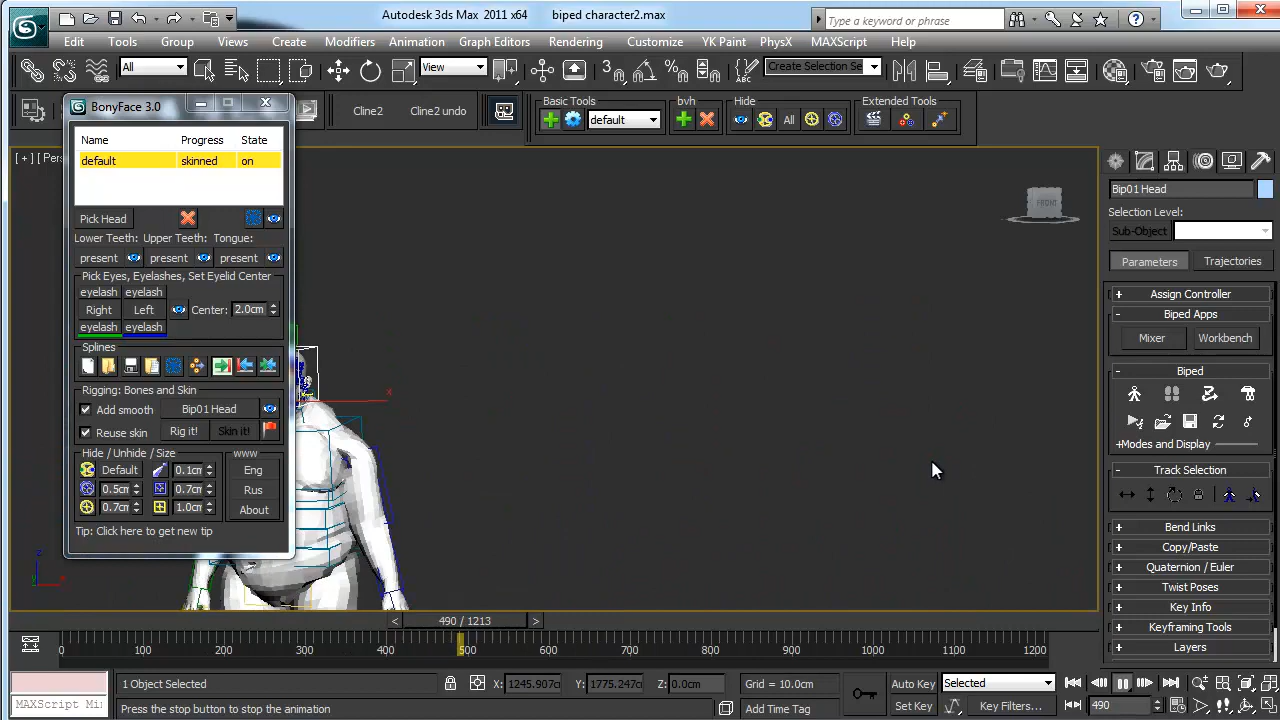 Autodesk 3ds Max 2011 x64 biped character2.max
Type a keyword or phrase
Edit Tools Group Views Create Modifiers Animation Graph Editors Rendering Customize YK Paint PhysX MAXScript Help
All View Create Selection Se
BonyFace 3.0
Cline2 Cline2 undo
Basic Tools bvh Hide Extended Tools
default All
[ + ] [ Pers
Name Progress State
default skinned on
Pick Head
Lower Teeth: Upper Teeth: Tongue:
present present present
Pick Eyes, Eyelashes, Set Eyelid Center
eyelash eyelash
Right Left Center: 2.0cm
eyelash eyelash
Splines
Rigging: Bones and Skin
Add smooth Bip01 Head
Reuse skin Rig it! Skin it!
Hide / Unhide / Size www
Default 0.1cm Eng
0.5cm 0.7cm Rus
0.7cm 1.0cm About
Tip: Click here to get new tip
FRONT
x
z
y x
Bip01 Head
Selection Level:
Sub-Object
Parameters Trajectories
+ Assign Controller
- Biped Apps
Mixer Workbench
- Biped
+Modes and Display
- Track Selection
+ Bend Links
+ Copy/Paste
+ Quaternion / Euler
+ Twist Poses
+ Key Info
+ Keyframing Tools
+ Layers
< 490 / 1213 >
0 100 200 300 400 500 600 700 800 900 1000 1100 1200
1 Object Selected X: 1245.907cm Y: 1775.247cm Z: 0.0cm Grid = 10.0cm Auto Key Selected
MAXScript Mi Press the stop button to stop the animation Add Time Tag Set Key Key Filters... 490